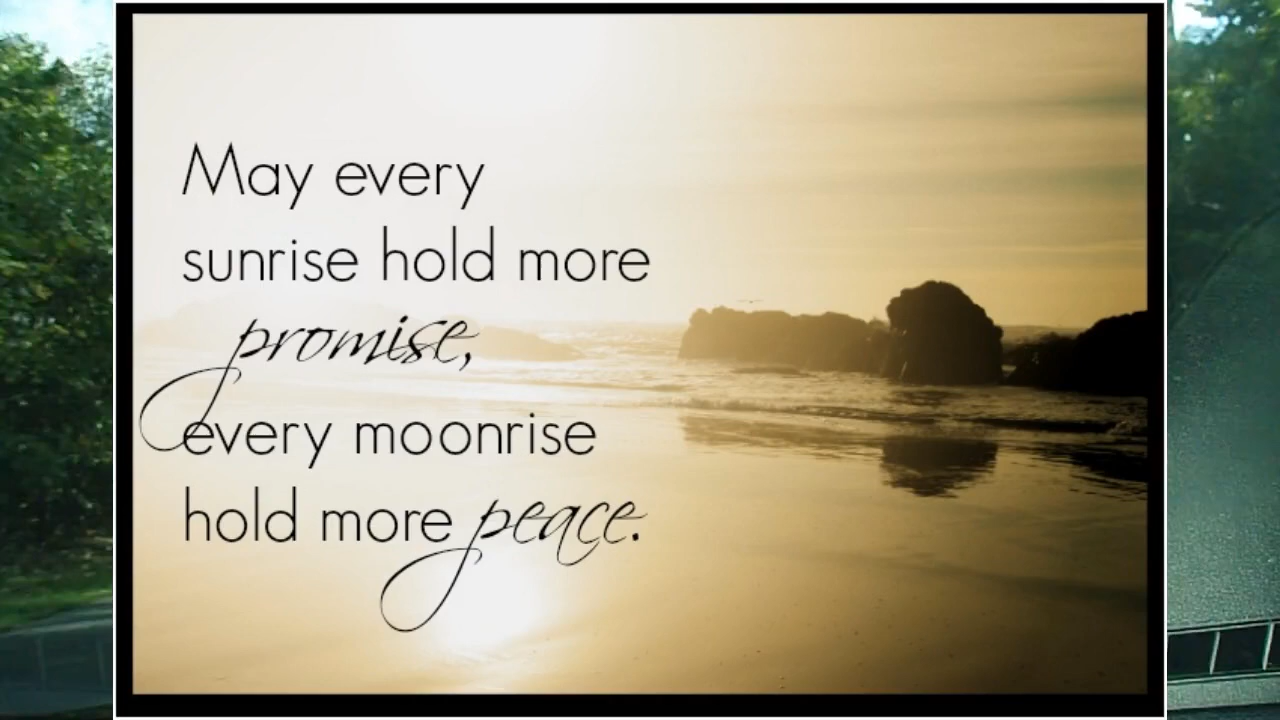 May every
sunrise hold more
promise,
every moonrise
hold more peace.